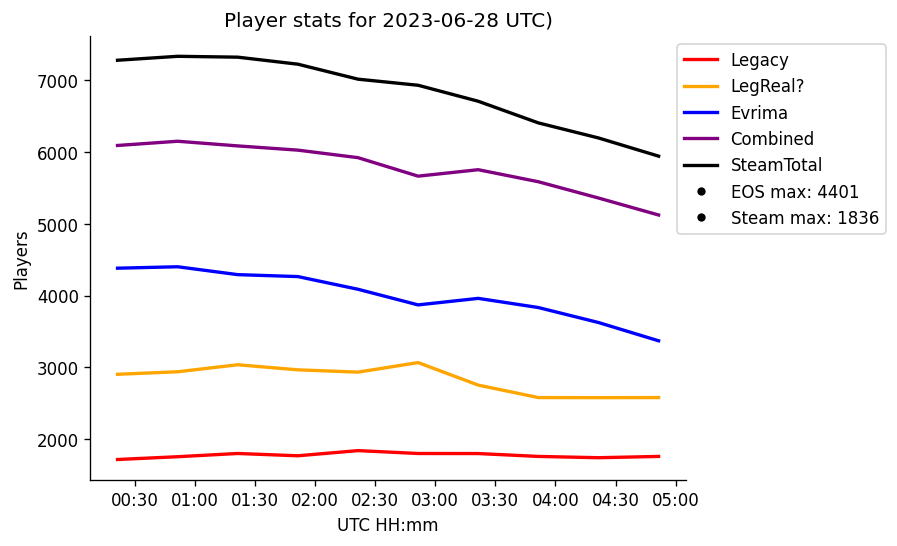 Player stats for 2023-06-28 UTC)
Legacy
LegReal?
Evrima
Combined
SteamTotal
EOS max: 4401
Steam max: 1836
Players
7000
6000
5000
4000
3000
2000
00:30 01:00 01:30 02:00 02:30 03:00 03:30 04:00 04:30 05:00
UTC HH:mm